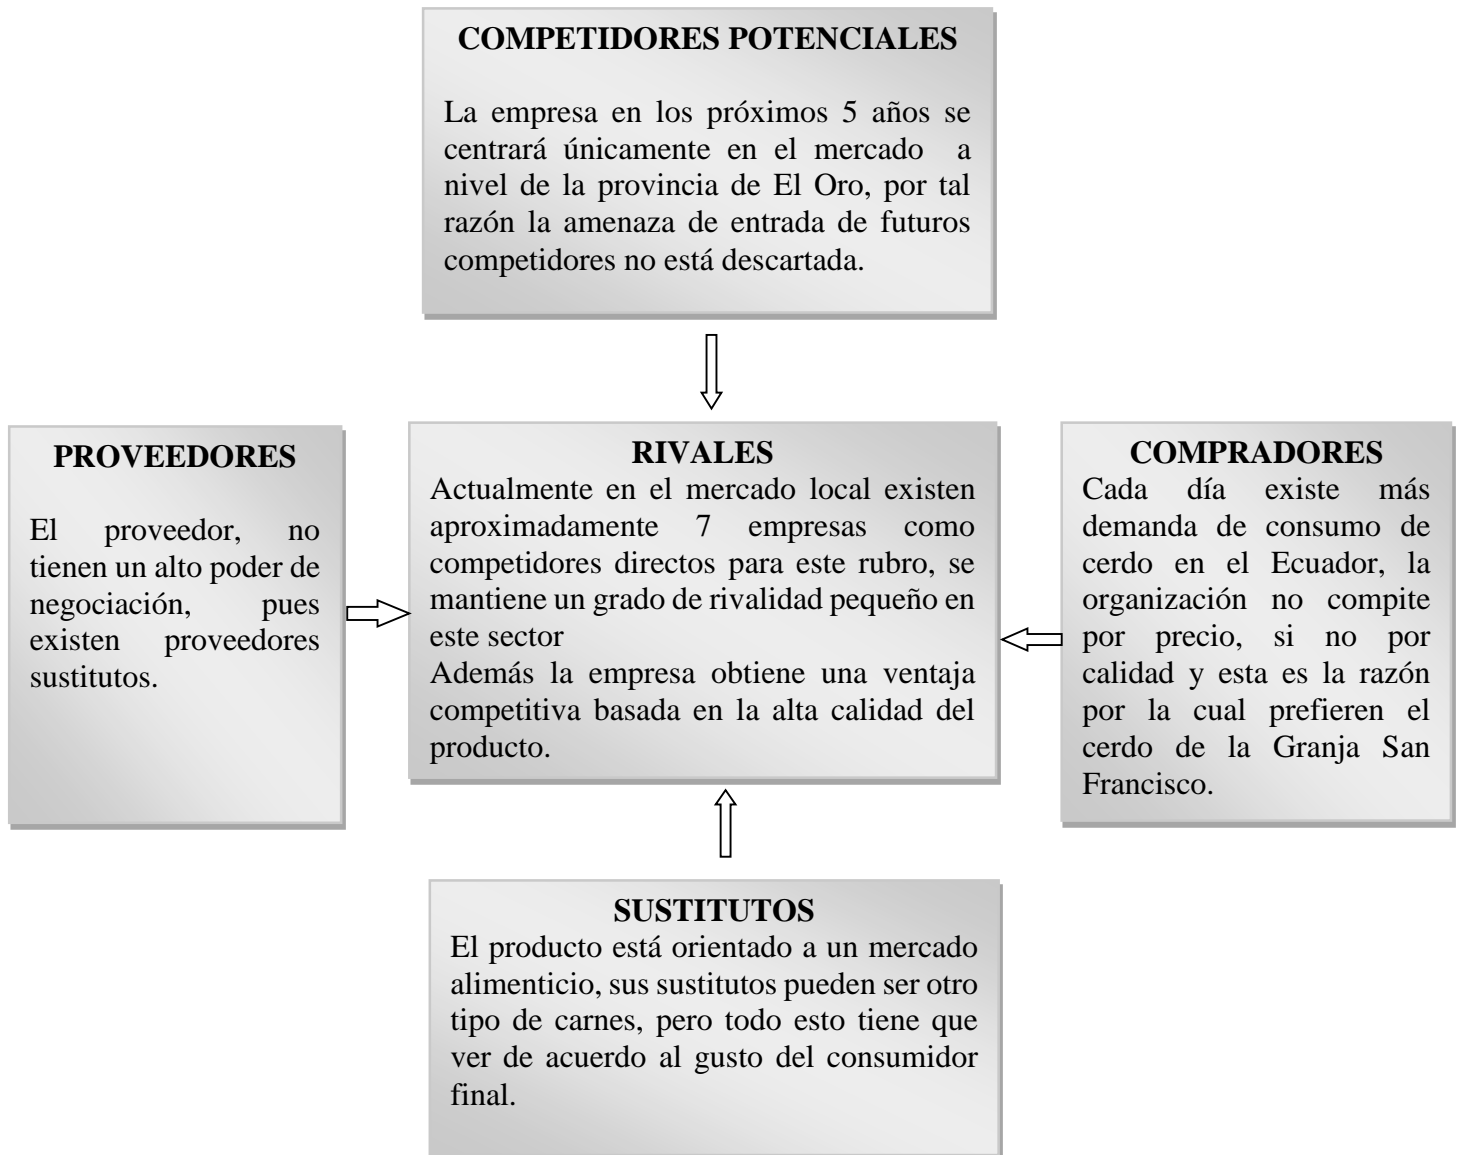 COMPETIDORES POTENCIALES
La empresa en los próximos 5 años se
centrará únicamente en el mercado a
nivel de la provincia de El Oro, por tal
razón la amenaza de entrada de futuros
competidores no está descartada.
PROVEEDORES
El proveedor, no
tienen un alto poder de
negociación, pues
existen proveedores
sustitutos.
RIVALES
Actualmente en el mercado local existen
aproximadamente 7 empresas como
competidores directos para este rubro, se
mantiene un grado de rivalidad pequeño en
este sector
Además la empresa obtiene una ventaja
competitiva basada en la alta calidad del
producto.
COMPRADORES
Cada día existe más
demanda de consumo de
cerdo en el Ecuador, la
organización no compite
por precio, si no por
calidad y esta es la razón
por la cual prefieren el
cerdo de la Granja San
Francisco.
SUSTITUTOS
El producto está orientado a un mercado
alimenticio, sus sustitutos pueden ser otro
tipo de carnes, pero todo esto tiene que
ver de acuerdo al gusto del consumidor
final.